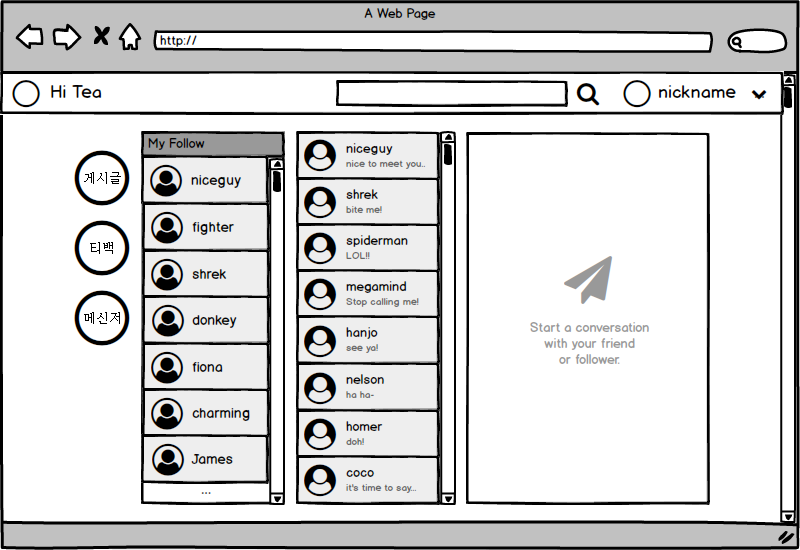 A Web Page
http://
Hi Tea
nickname
게시글
티백
메신저
My Follow
niceguy
fighter
shrek
donkey
fiona
charming
James
...
niceguy
nice to meet you..
shrek
bite me!
spiderman
LOL!!
megamind
Stop calling me!
hanjo
see ya!
nelson
ha ha~
homer
doh!
coco
it's time to say...
Start a conversation
with your friend
or follower.